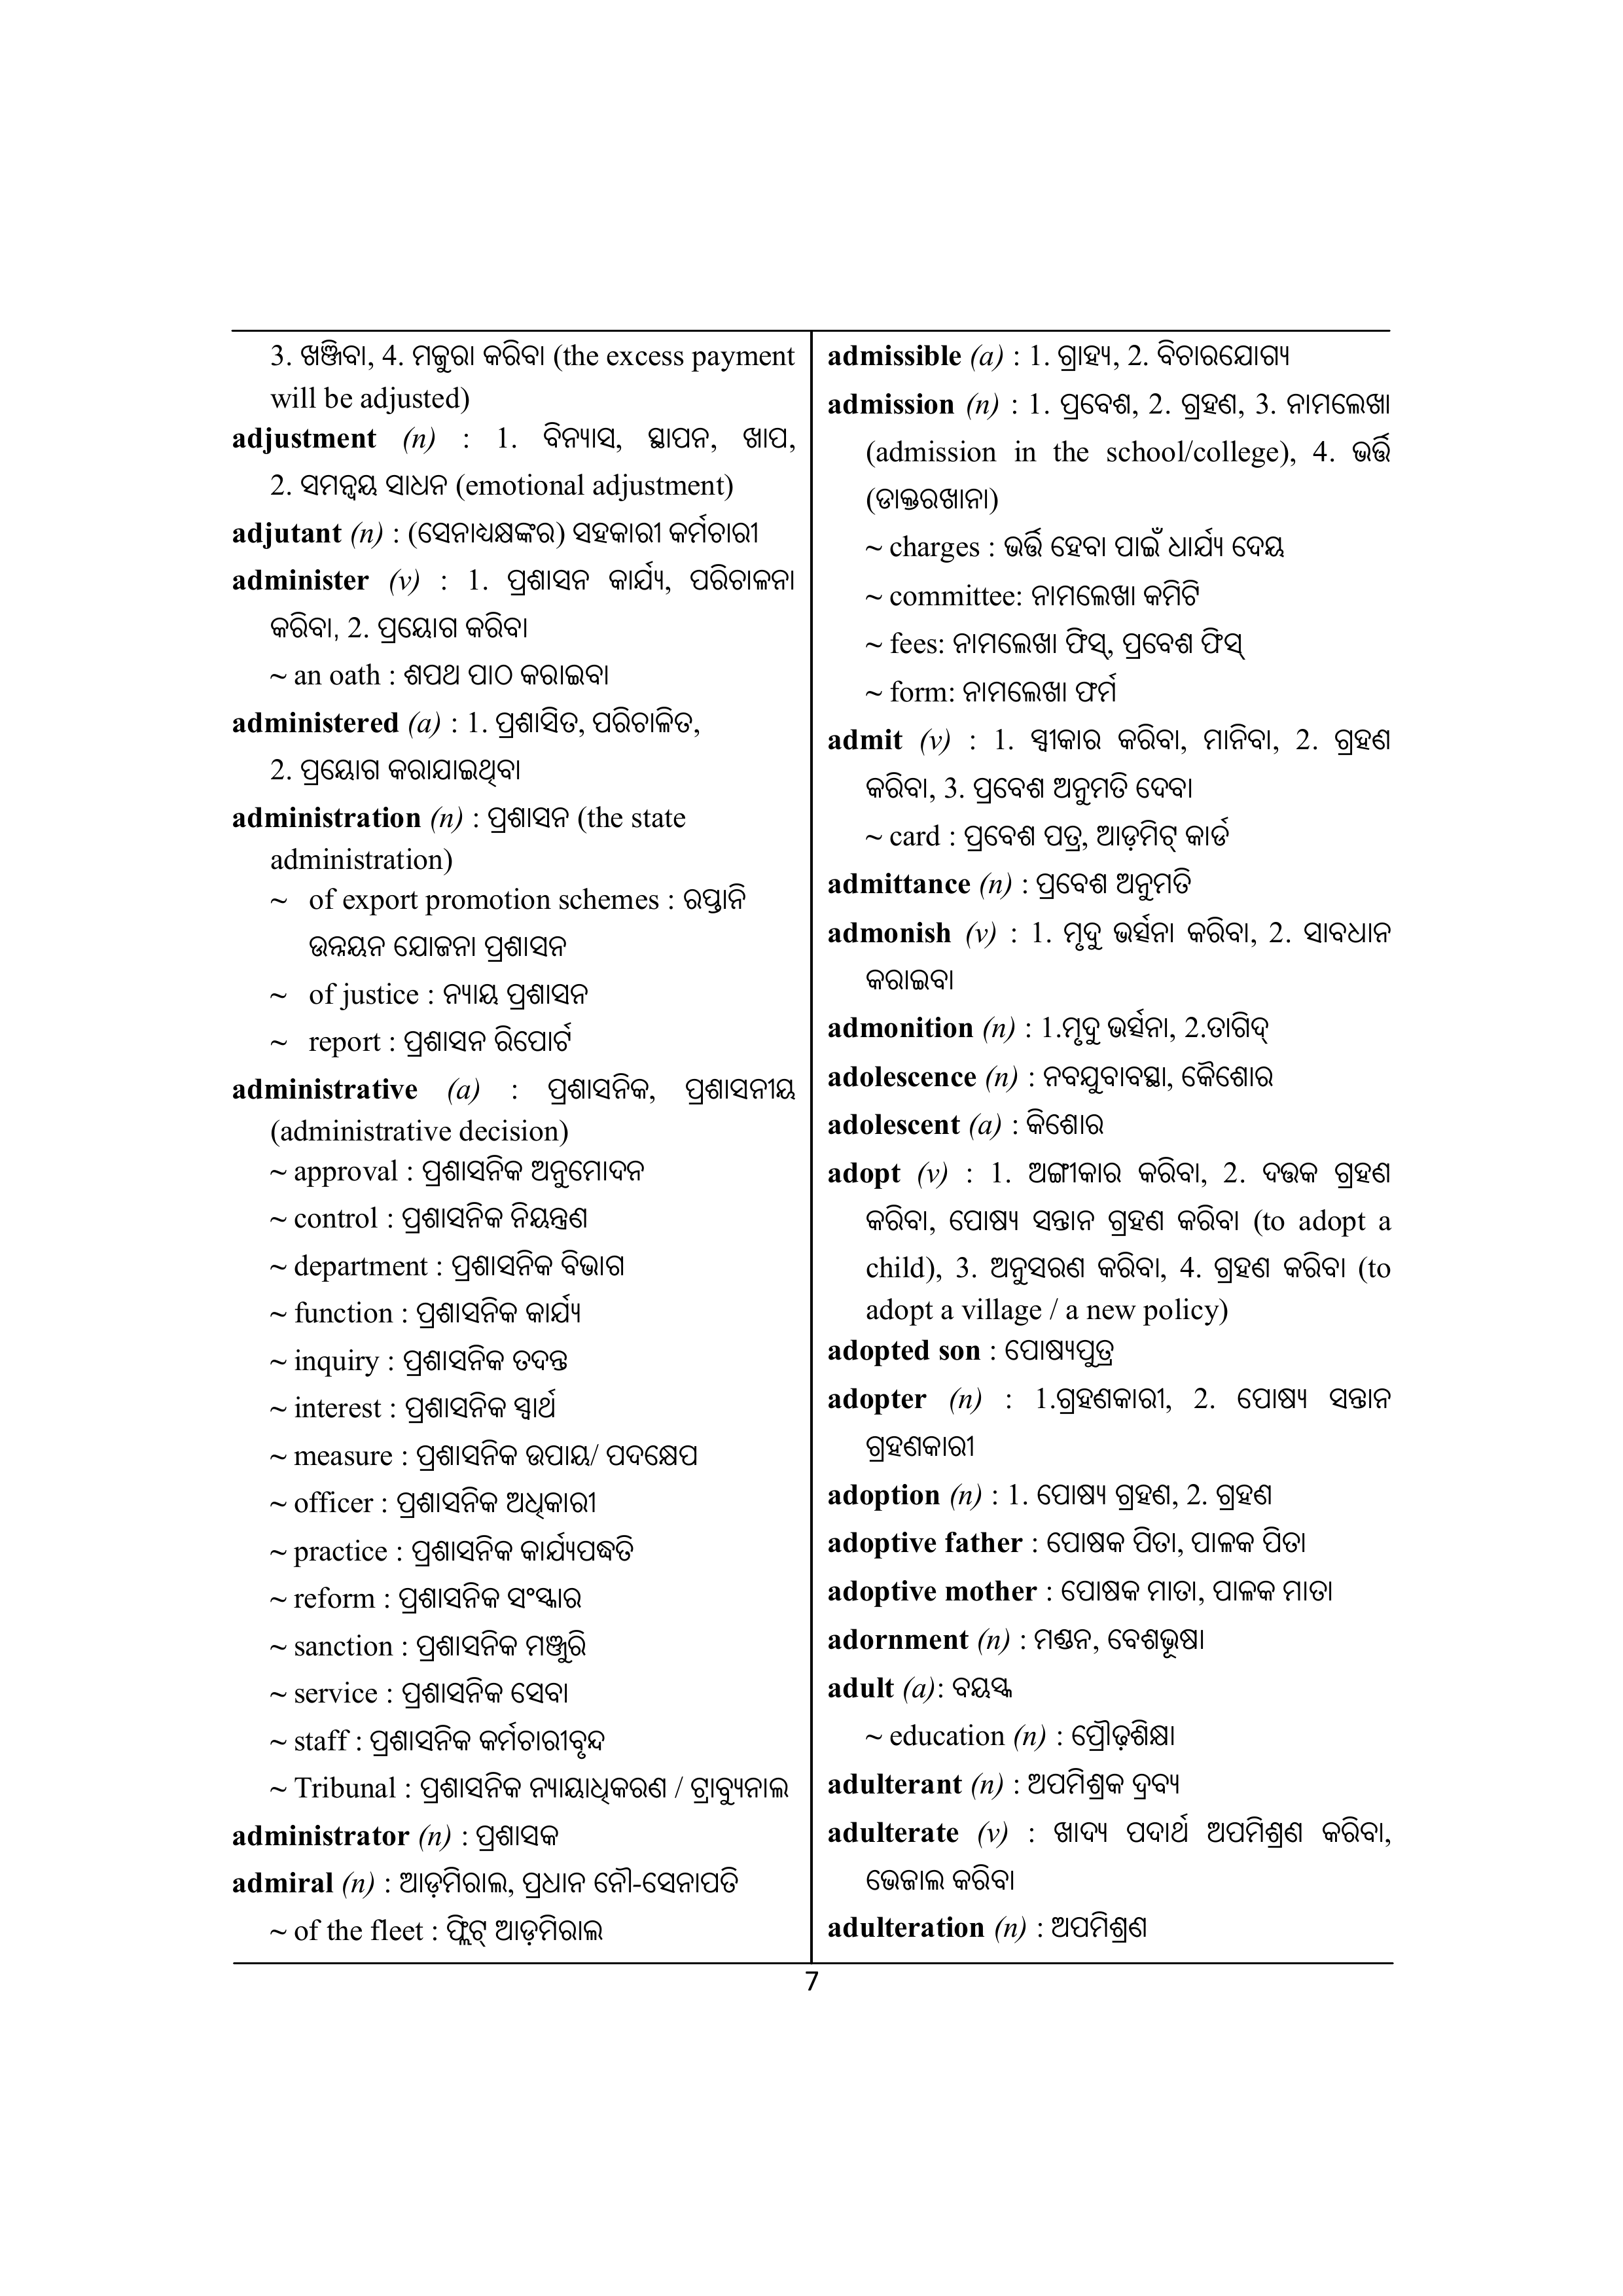 3. ଖଞ୍ଜିବା, 4. ମଜୁରା କରିବା (the excess payment
will be adjusted)
adjustment (n) : 1. ବିନ୍ୟାସ, ସ୍ଥାପନ, ଖାପ,
2. ସମନ୍ୱୟ ସାଧନ (emotional adjustment)
adjutant (n) : (ସେନାଧ୍ୟକ୍ଷଙ୍କର) ସହକାରୀ କର୍ମଚାରୀ
administer (v) : 1. ପ୍ରଶାସନ କାର୍ଯ୍ୟ, ପରିଚାଳନା
କରିବା, 2. ପ୍ରୟୋଗ କରିବା
~ an oath : ଶପଥ ପାଠ କରାଇବା
administered (a) : 1. ପ୍ରଶାସିତ, ପରିଚାଳିତ,
2. ପ୍ରୟୋଗ କରାଯାଇଥିବା
administration (n) : ପ୍ରଶାସନ (the state
administration)
~ of export promotion schemes : ରପ୍ତାନି
ଉନ୍ନୟନ ଯୋଜନା ପ୍ରଶାସନ
~ of justice : ନ୍ୟାୟ ପ୍ରଶାସନ
~ report : ପ୍ରଶାସନ ରିପୋର୍ଟ
administrative (a) : ପ୍ରଶାସନିକ, ପ୍ରଶାସନୀୟ
(administrative decision)
~ approval : ପ୍ରଶାସନିକ ଅନୁମୋଦନ
~ control : ପ୍ରଶାସନିକ ନିୟନ୍ତ୍ରଣ
~ department : ପ୍ରଶାସନିକ ବିଭାଗ
~ function : ପ୍ରଶାସନିକ କାର୍ଯ୍ୟ
~ inquiry : ପ୍ରଶାସନିକ ତଦନ୍ତ
~ interest : ପ୍ରଶାସନିକ ସ୍ୱାର୍ଥ
~ measure : ପ୍ରଶାସନିକ ଉପାୟ/ ପଦକ୍ଷେପ
~ officer : ପ୍ରଶାସନିକ ଅଧିକାରୀ
~ practice : ପ୍ରଶାସନିକ କାର୍ଯ୍ୟପଦ୍ଧତି
~ reform : ପ୍ରଶାସନିକ ସଂସ୍କାର
~ sanction : ପ୍ରଶାସନିକ ମଞ୍ଜୁରି
~ service : ପ୍ରଶାସନିକ ସେବା
~ staff : ପ୍ରଶାସନିକ କର୍ମଚାରୀବୃନ୍ଦ
~ Tribunal : ପ୍ରଶାସନିକ ନ୍ୟାୟାଧିକରଣ / ଟ୍ରାବ୍ୟୁନାଲ
administrator (n) : ପ୍ରଶାସକ
admiral (n) : ଆଡ଼ମିରାଲ, ପ୍ରଧାନ ନୌ-ସେନାପତି
~ of the fleet : ଫ୍ଲିଟ୍ ଆଡ଼ମିରାଲ
admissible (a) : 1. ଗ୍ରାହ୍ୟ, 2. ବିଚାରଯୋଗ୍ୟ
admission (n) : 1. ପ୍ରବେଶ, 2. ଗ୍ରହଣ, 3. ନାମଲେଖା
(admission in the school/college), 4. ଭର୍ତ୍ତି
(ଡାକ୍ତରଖାନା)
~ charges : ଭର୍ତ୍ତି ହେବା ପାଇଁ ଧାର୍ଯ୍ୟ ଦେୟ
~ committee: ନାମଲେଖା କମିଟି
~ fees: ନାମଲେଖା ଫିସ୍, ପ୍ରବେଶ ଫିସ୍
~ form: ନାମଲେଖା ଫର୍ମ
admit (v) : 1. ସ୍ୱୀକାର କରିବା, ମାନିବା, 2. ଗ୍ରହଣ
କରିବା, 3. ପ୍ରବେଶ ଅନୁମତି ଦେବା
~ card : ପ୍ରବେଶ ପତ୍ର, ଆଡ଼ମିଟ୍ କାର୍ଡ
admittance (n) : ପ୍ରବେଶ ଅନୁମତି
admonish (v) : 1. ମୃଦୁ ଭର୍ତ୍ସନା କରିବା, 2. ସାବଧାନ
କରାଇବା
admonition (n) : 1.ମୃଦୁ ଭର୍ତ୍ସନା, 2.ତାଗିଦ୍
adolescence (n) : ନବଯୁବାବସ୍ଥା, କୈଶୋର
adolescent (a) : କିଶୋର
adopt (v) : 1. ଅଙ୍ଗୀକାର କରିବା, 2. ଦତ୍ତକ ଗ୍ରହଣ
କରିବା, ପୋଷ୍ୟ ସନ୍ତାନ ଗ୍ରହଣ କରିବା (to adopt a
child), 3. ଅନୁସରଣ କରିବା, 4. ଗ୍ରହଣ କରିବା (to
adopt a village / a new policy)
adopted son : ପୋଷ୍ୟପୁତ୍ର
adopter (n) : 1.ଗ୍ରହଣକାରୀ, 2. ପୋଷ୍ୟ ସନ୍ତାନ
ଗ୍ରହଣକାରୀ
adoption (n) : 1. ପୋଷ୍ୟ ଗ୍ରହଣ, 2. ଗ୍ରହଣ
adoptive father : ପୋଷକ ପିତା, ପାଳକ ପିତା
adoptive mother : ପୋଷକ ମାତା, ପାଳକ ମାତା
adornment (n) : ମଣ୍ଡନ, ବେଶଭୂଷା
adult (a): ବୟସ୍କ
~ education (n) : ପ୍ରୌଢ଼ଶିକ୍ଷା
adulterant (n) : ଅପମିଶ୍ରକ ଦ୍ରବ୍ୟ
adulterate (v) : ଖାଦ୍ୟ ପଦାର୍ଥ ଅପମିଶ୍ରଣ କରିବା,
ଭେଜାଲ କରିବା
adulteration (n) : ଅପମିଶ୍ରଣ
7